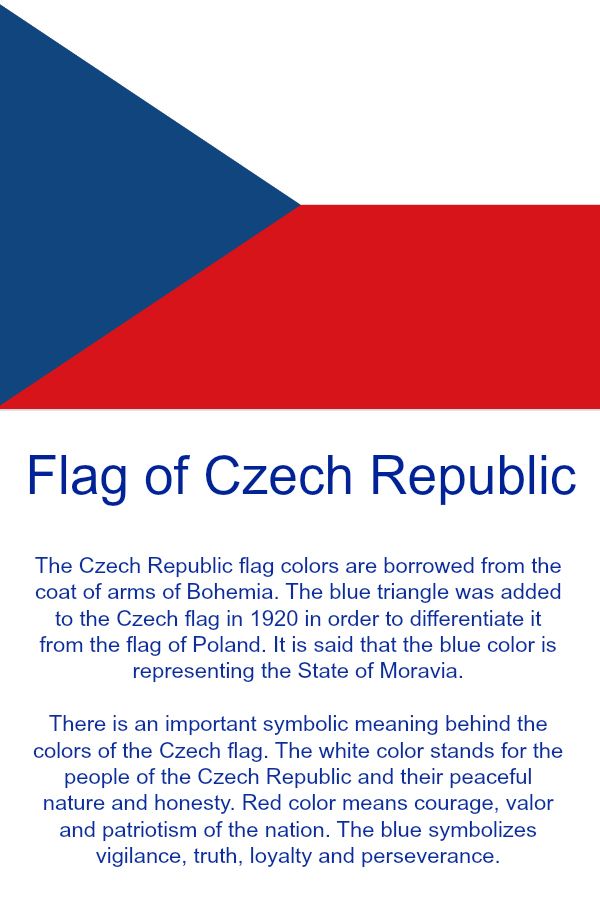 Flag of Czech Republic
The Czech Republic flag colors are borrowed from the
coat of arms of Bohemia. The blue triangle was added
to the Czech flag in 1920 in order to differentiate it
from the flag of Poland. It is said that the blue color is
representing the State of Moravia.
There is an important symbolic meaning behind the
colors of the Czech flag. The white color stands for the
people of the Czech Republic and their peaceful
nature and honesty. Red color means courage, valor
and patriotism of the nation. The blue symbolizes
vigilance, truth, loyalty and perseverance.